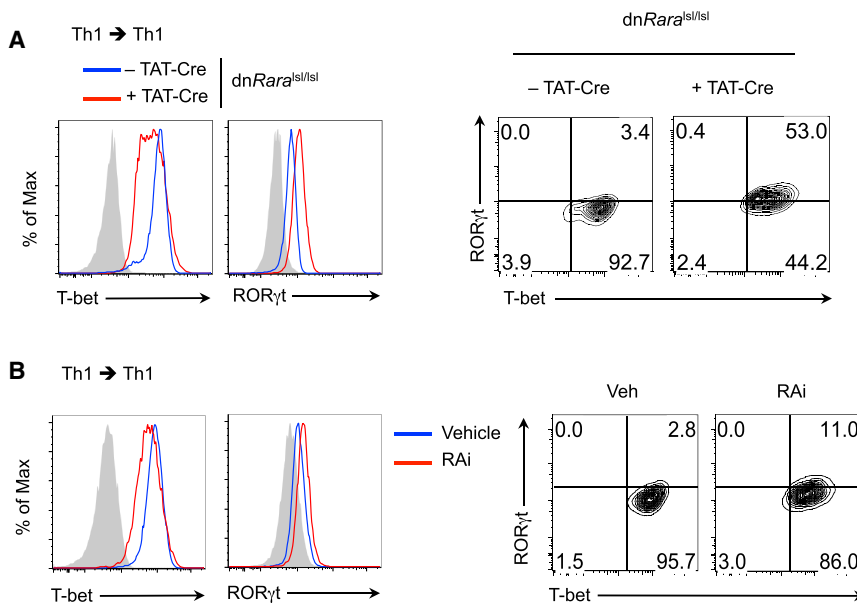 A
Th1 ➔ Th1
– TAT-Cre
+ TAT-Cre
dnRara^lsl/lsl
% of Max
T-bet
RORγt
dnRara^lsl/lsl
– TAT-Cre
+ TAT-Cre
0.0 3.4
3.9 92.7
0.4 53.0
2.4 44.2
RORγt
T-bet
B
Th1 ➔ Th1
% of Max
T-bet
RORγt
Vehicle
RAi
Veh
RAi
0.0 2.8
1.5 95.7
0.0 11.0
3.0 86.0
RORγt
T-bet